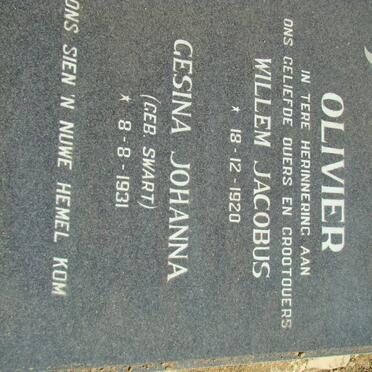 OLIVIER
IN TERE HERINNERING AAN
ONS GELIEFDE OUERS EN GROOTOUERS
WILLEM JACOBUS
* 18-12-1920
GESINA JOHANNA
(GEB. SWART)
* 8-8-1931
ONS SIEN 'N NUWE HEMEL KOM